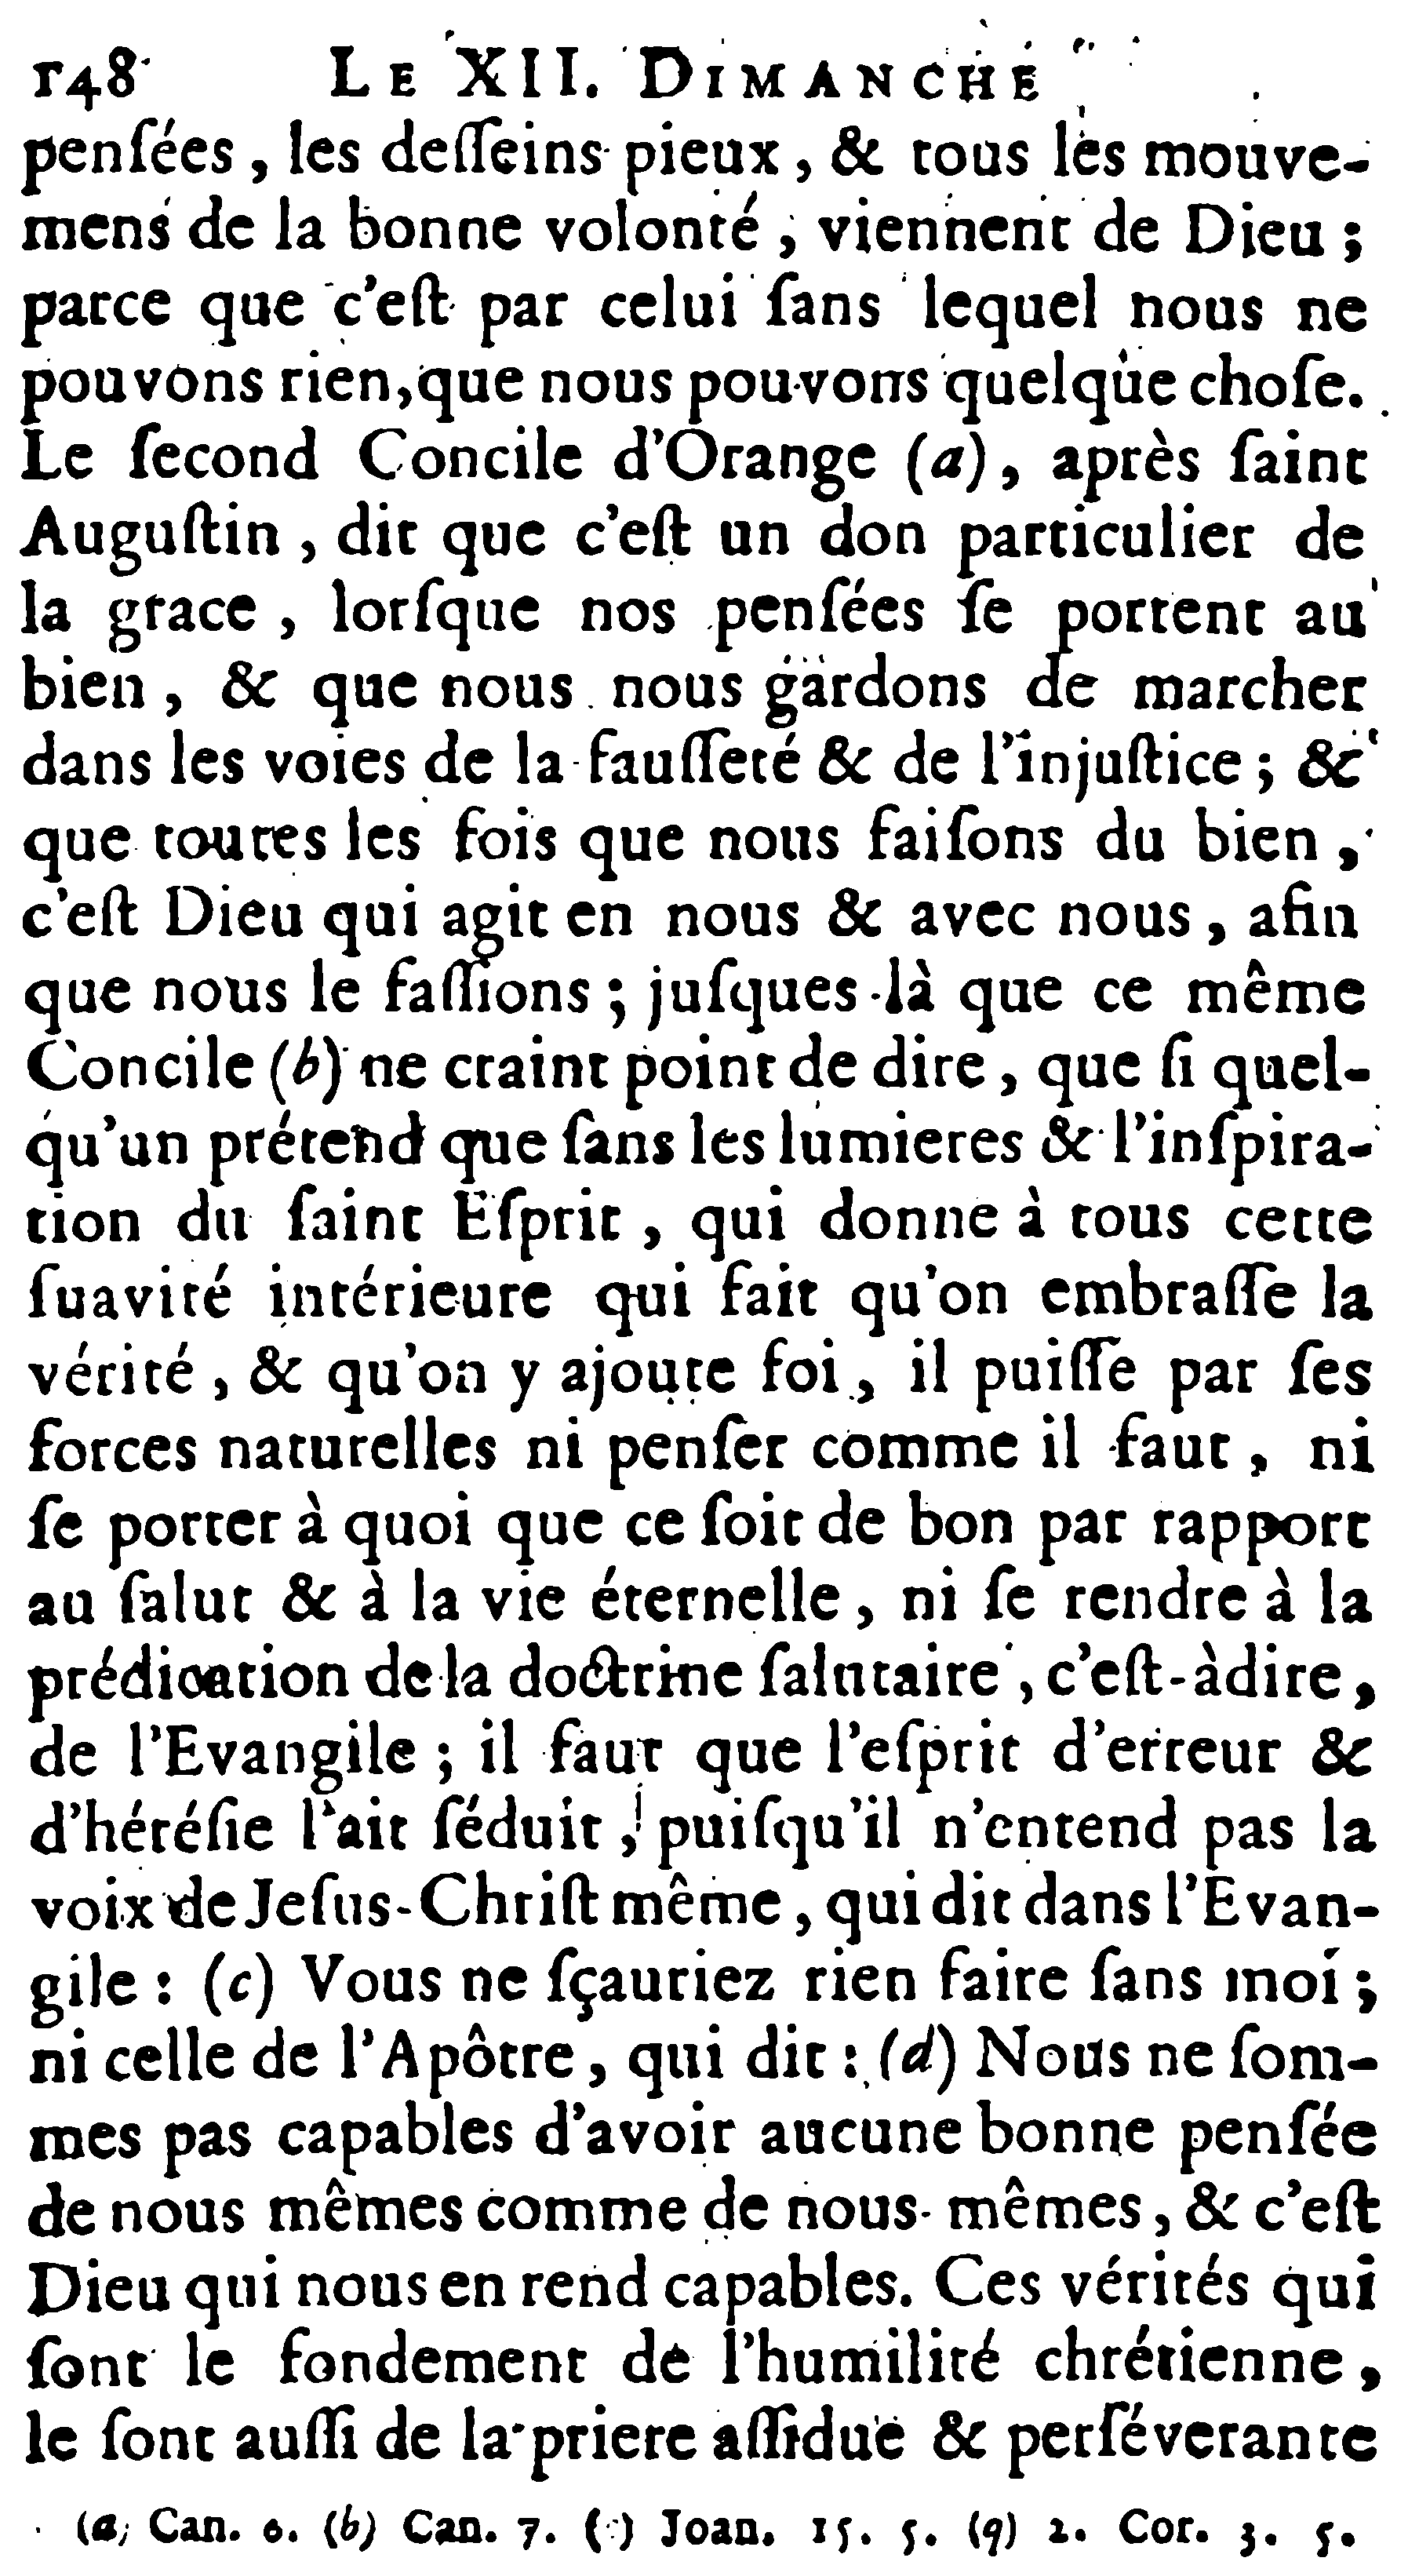 148 LE XII. DIMANCHE
penſées, les deſſeins pieux, & tous les mouve-
mens de la bonne volonté, viennent de Dieu ;
parce que c'eſt par celui ſans lequel nous ne
pouvons rien, que nous pouvons quelque choſe.
Le ſecond Concile d'Orange (a), après ſaint
Auguſtin, dit que c'eſt un don particulier de
la grace, lorſque nos penſées ſe portent au
bien, & que nous nous gardons de marcher
dans les voies de la fauſſeté & de l'injuſtice ; &
que toutes les fois que nous faiſons du bien,
c'eſt Dieu qui agit en nous & avec nous, afin
que nous le faſſions ; juſques-là que ce même
Concile (b) ne craint point de dire, que ſi quel-
qu'un prétend que ſans les lumieres & l'inſpira-
tion du ſaint Eſprit, qui donne à tous cette
ſuavité intérieure qui fait qu'on embraſſe la
vérité, & qu'on y ajoute foi, il puiſſe par ſes
forces naturelles ni penſer comme il faut, ni
ſe porter à quoi que ce ſoit de bon par rapport
au ſalut & à la vie éternelle, ni ſe rendre à la
prédication de la doctrine ſalutaire, c'eſt-àdire,
de l'Evangile ; il faut que l'eſprit d'erreur &
d'héréſie l'ait ſéduit, puiſqu'il n'entend pas la
voix de Jeſus-Chriſt même, qui dit dans l'Evan-
gile : (c) Vous ne ſçauriez rien faire ſans moi ;
ni celle de l'Apôtre, qui dit : (d) Nous ne ſom-
mes pas capables d'avoir aucune bonne penſée
de nous mêmes comme de nous-mêmes, & c'eſt
Dieu qui nous en rend capables. Ces vérités qui
ſont le fondement de l'humilité chrétienne,
le ſont auſſi de la priere aſſidue & perſéverante
(a) Can. 6. (b) Can. 7. (c) Joan. 15. 5. (q) 2. Cor. 3. 5.